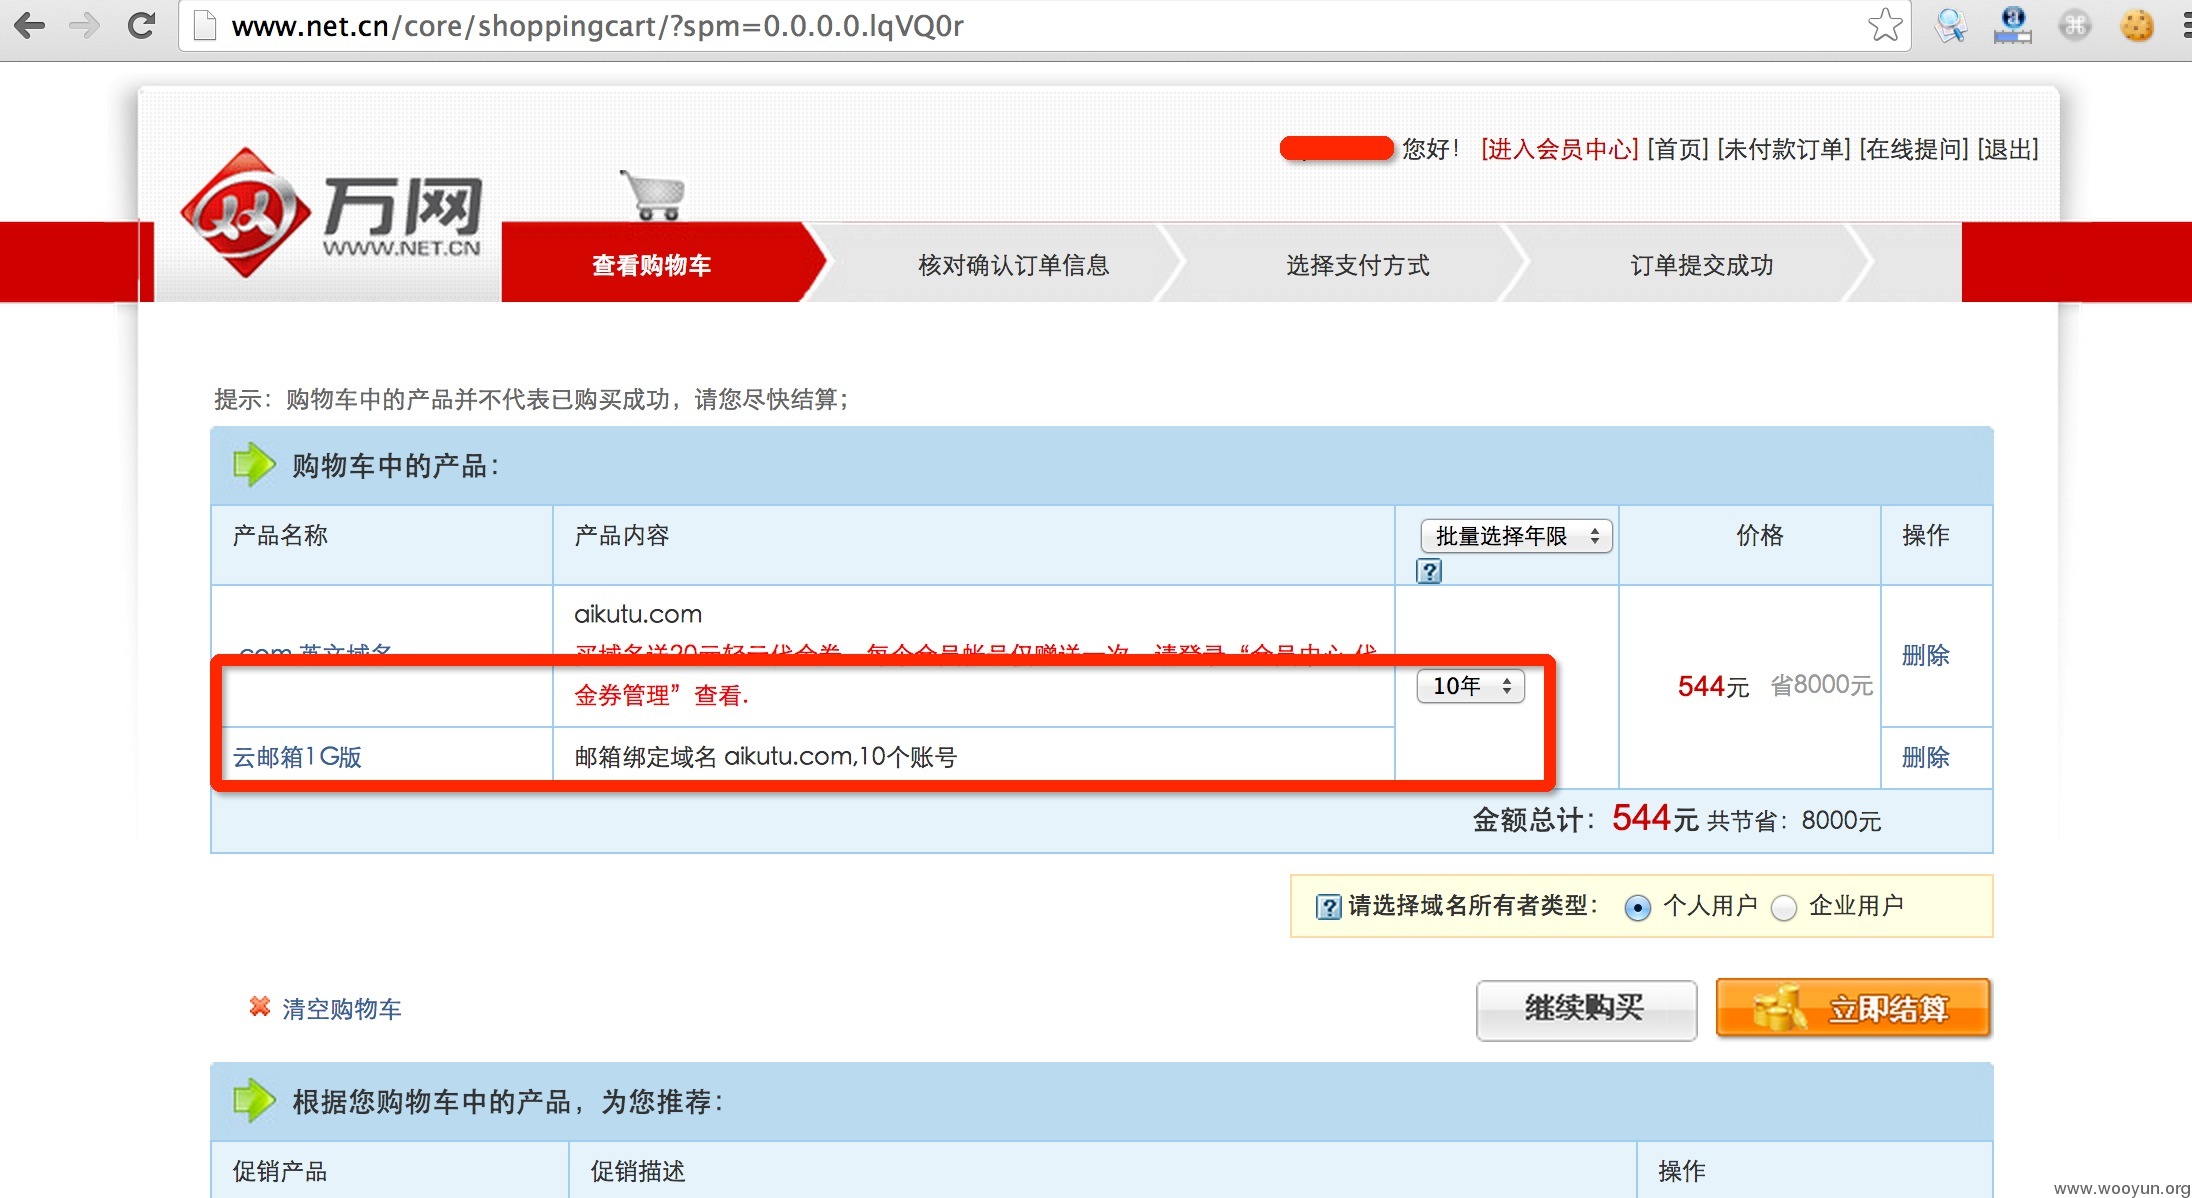 www.net.cn/core/shoppingcart/?spm=0.0.0.0.lqVQ0r
您好！ [进入会员中心] [首页] [未付款订单] [在线提问] [退出]
万网
WWW.NET.CN
查看购物车 核对确认订单信息 选择支付方式 订单提交成功
提示：购物车中的产品并不代表已购买成功，请您尽快结算；
购物车中的产品：
产品名称 产品内容 批量选择年限 价格 操作
?
aikutu.com
.com 英文域名 买域名送20元轻云代金券，每个会员帐号仅赠送一次，请登录“会员中心-代 删除
金券管理”查看. 10年 544元 省8000元
云邮箱1G版 邮箱绑定域名 aikutu.com,10个账号 删除
金额总计：544元 共节省：8000元
? 请选择域名所有者类型： 个人用户 企业用户
清空购物车 继续购买 立即结算
根据您购物车中的产品，为您推荐：
促销产品 促销描述 操作
www.wooyun.org